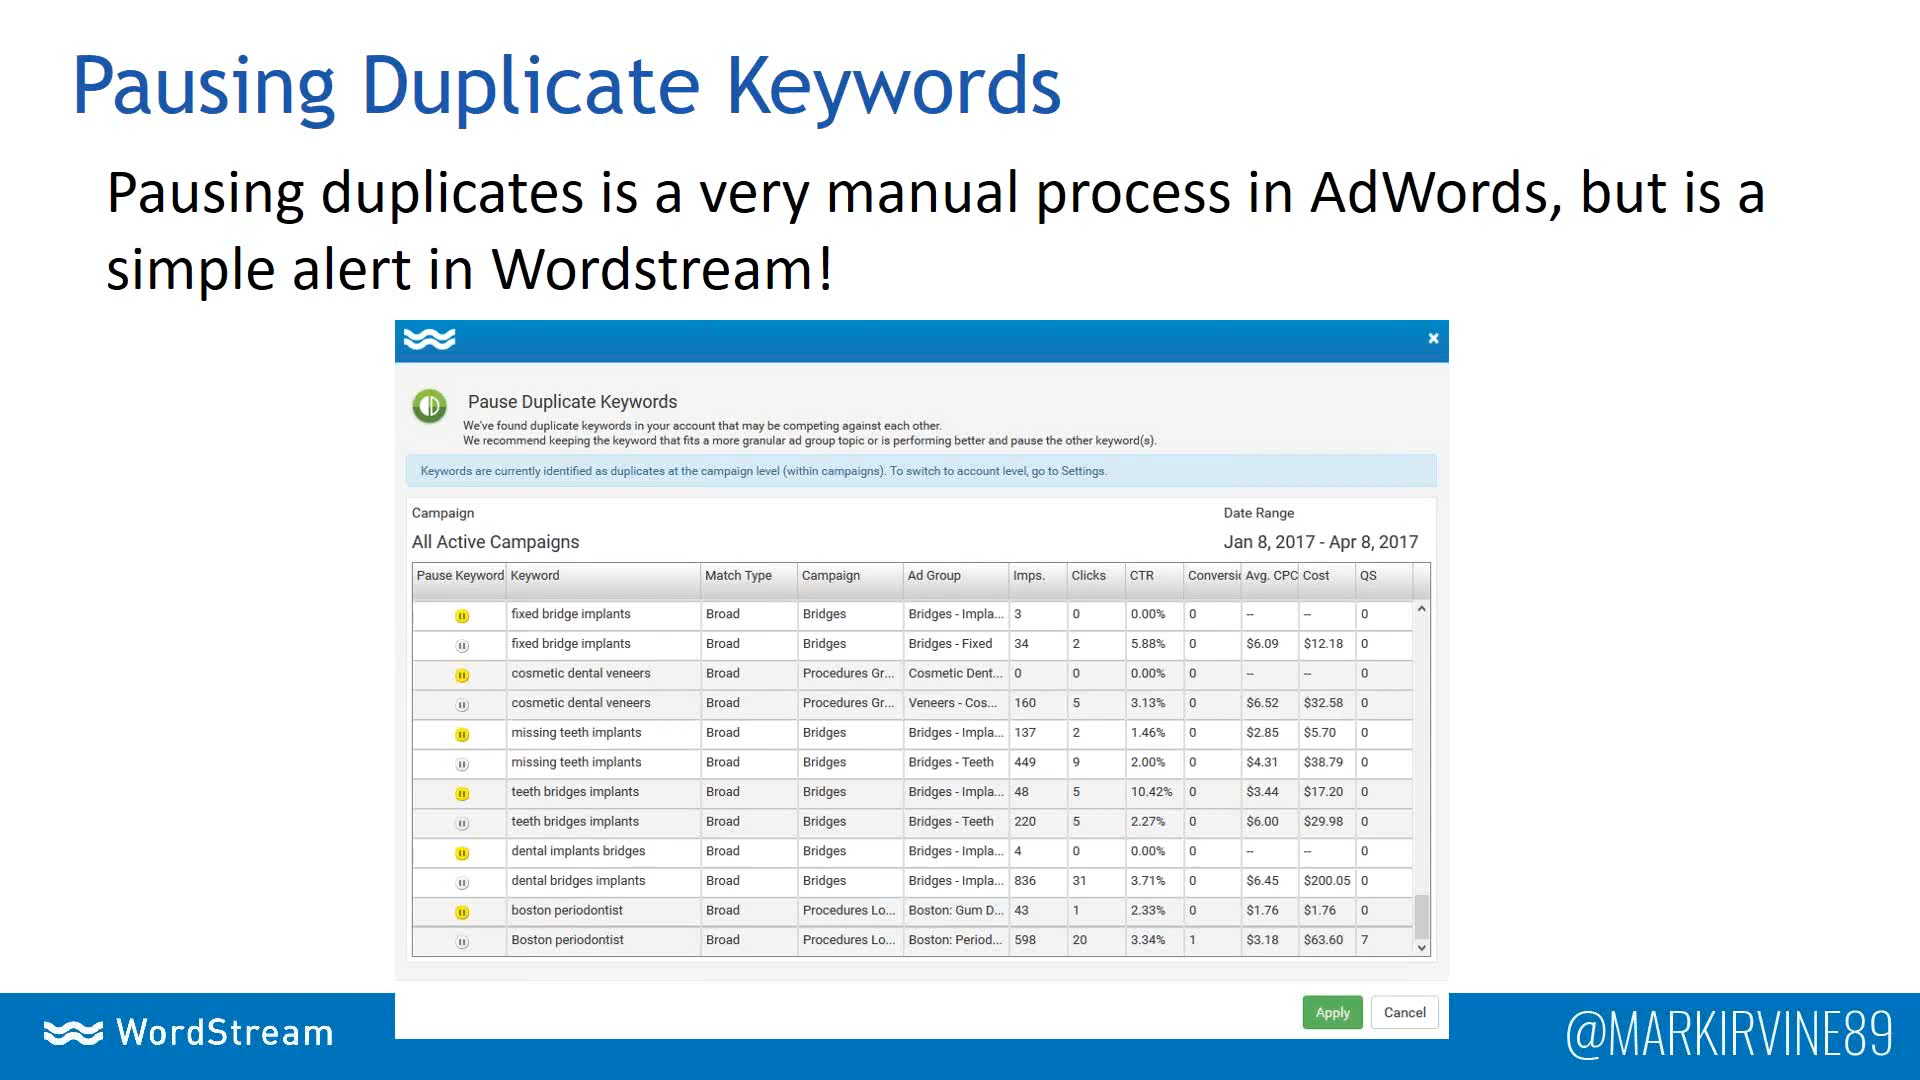 Pausing Duplicate Keywords
Pausing duplicates is a very manual process in AdWords, but is a
simple alert in Wordstream!
Pause Duplicate Keywords
We've found duplicate keywords in your account that may be competing against each other.
We recommend keeping the keyword that fits a more granular ad group topic or is performing better and pause the other keyword(s).
Keywords are currently identified as duplicates at the campaign level (within campaigns). To switch to account level, go to Settings.
Campaign Date Range
All Active Campaigns Jan 8, 2017 - Apr 8, 2017
Pause Keyword Keyword Match Type Campaign Ad Group Imps. Clicks CTR Conversi Avg. CPC Cost QS
fixed bridge implants Broad Bridges Bridges - Impla... 3 0 0.00% 0 -- -- 0
fixed bridge implants Broad Bridges Bridges - Fixed 34 2 5.88% 0 $6.09 $12.18 0
cosmetic dental veneers Broad Procedures Gr... Cosmetic Dent... 0 0 0.00% 0 -- -- 0
cosmetic dental veneers Broad Procedures Gr... Veneers - Cos... 160 5 3.13% 0 $6.52 $32.58 0
missing teeth implants Broad Bridges Bridges - Impla... 137 2 1.46% 0 $2.85 $5.70 0
missing teeth implants Broad Bridges Bridges - Teeth 449 9 2.00% 0 $4.31 $38.79 0
teeth bridges implants Broad Bridges Bridges - Impla... 48 5 10.42% 0 $3.44 $17.20 0
teeth bridges implants Broad Bridges Bridges - Teeth 220 5 2.27% 0 $6.00 $29.98 0
dental implants bridges Broad Bridges Bridges - Impla... 4 0 0.00% 0 -- -- 0
dental bridges implants Broad Bridges Bridges - Impla... 836 31 3.71% 0 $6.45 $200.05 0
boston periodontist Broad Procedures Lo... Boston: Gum D... 43 1 2.33% 0 $1.76 $1.76 0
Boston periodontist Broad Procedures Lo... Boston: Period... 598 20 3.34% 1 $3.18 $63.60 7
Apply Cancel
WordStream
@MARKIRVINE89